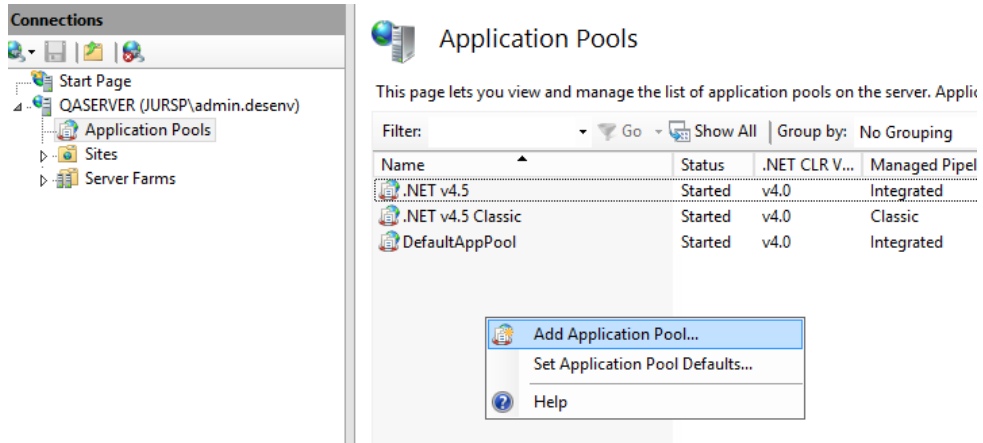 Connections
Start Page
QASERVER (JURSP\admin.desenv)
Application Pools
Sites
Server Farms
Application Pools
This page lets you view and manage the list of application pools on the server. Applic
Filter: Go Show All Group by: No Grouping
Name Status .NET CLR V... Managed Pipel
.NET v4.5 Started v4.0 Integrated
.NET v4.5 Classic Started v4.0 Classic
DefaultAppPool Started v4.0 Integrated
Add Application Pool...
Set Application Pool Defaults...
Help